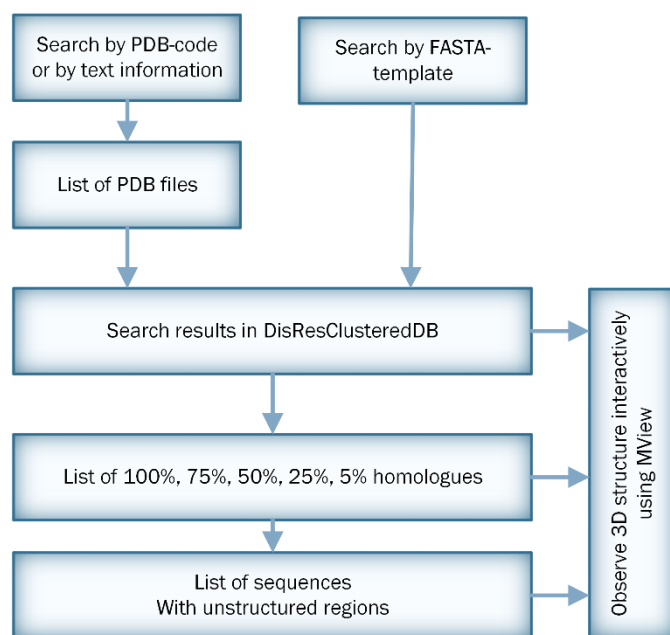 Search by PDB-code
or by text information
Search by FASTA-
template
List of PDB files
Search results in DisResClusteredDB
List of 100%, 75%, 50%, 25%, 5% homologues
List of sequences
With unstructured regions
Observe 3D structure interactively
using MView